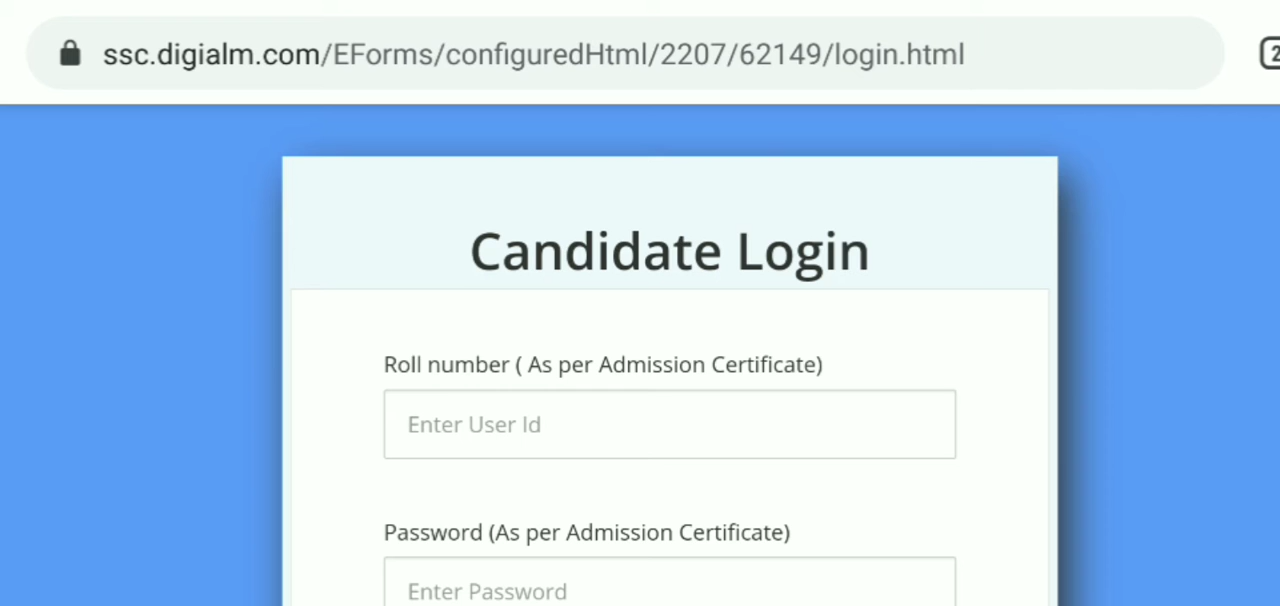 ssc.digialm.com/EForms/configuredHtml/2207/62149/login.html
2
Candidate Login
Roll number ( As per Admission Certificate)
Enter User Id
Password (As per Admission Certificate)
Enter Password